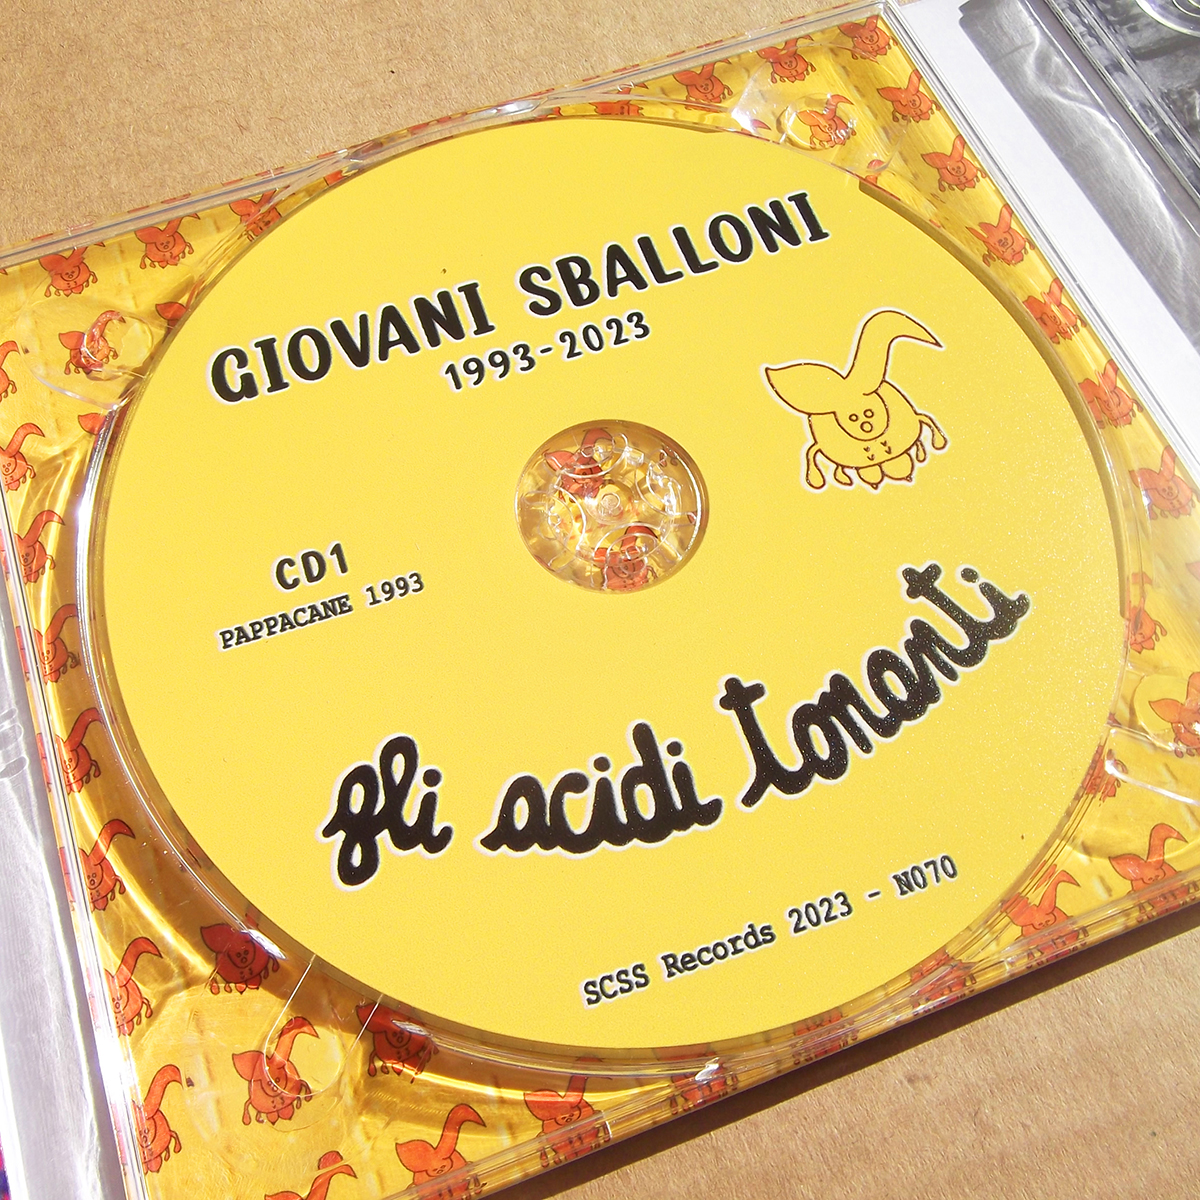 GIOVANI SBALLONI
1993-2023
CD1
PAPPACANE 1993
gli acidi tonanti
SCSS Records 2023 - N070